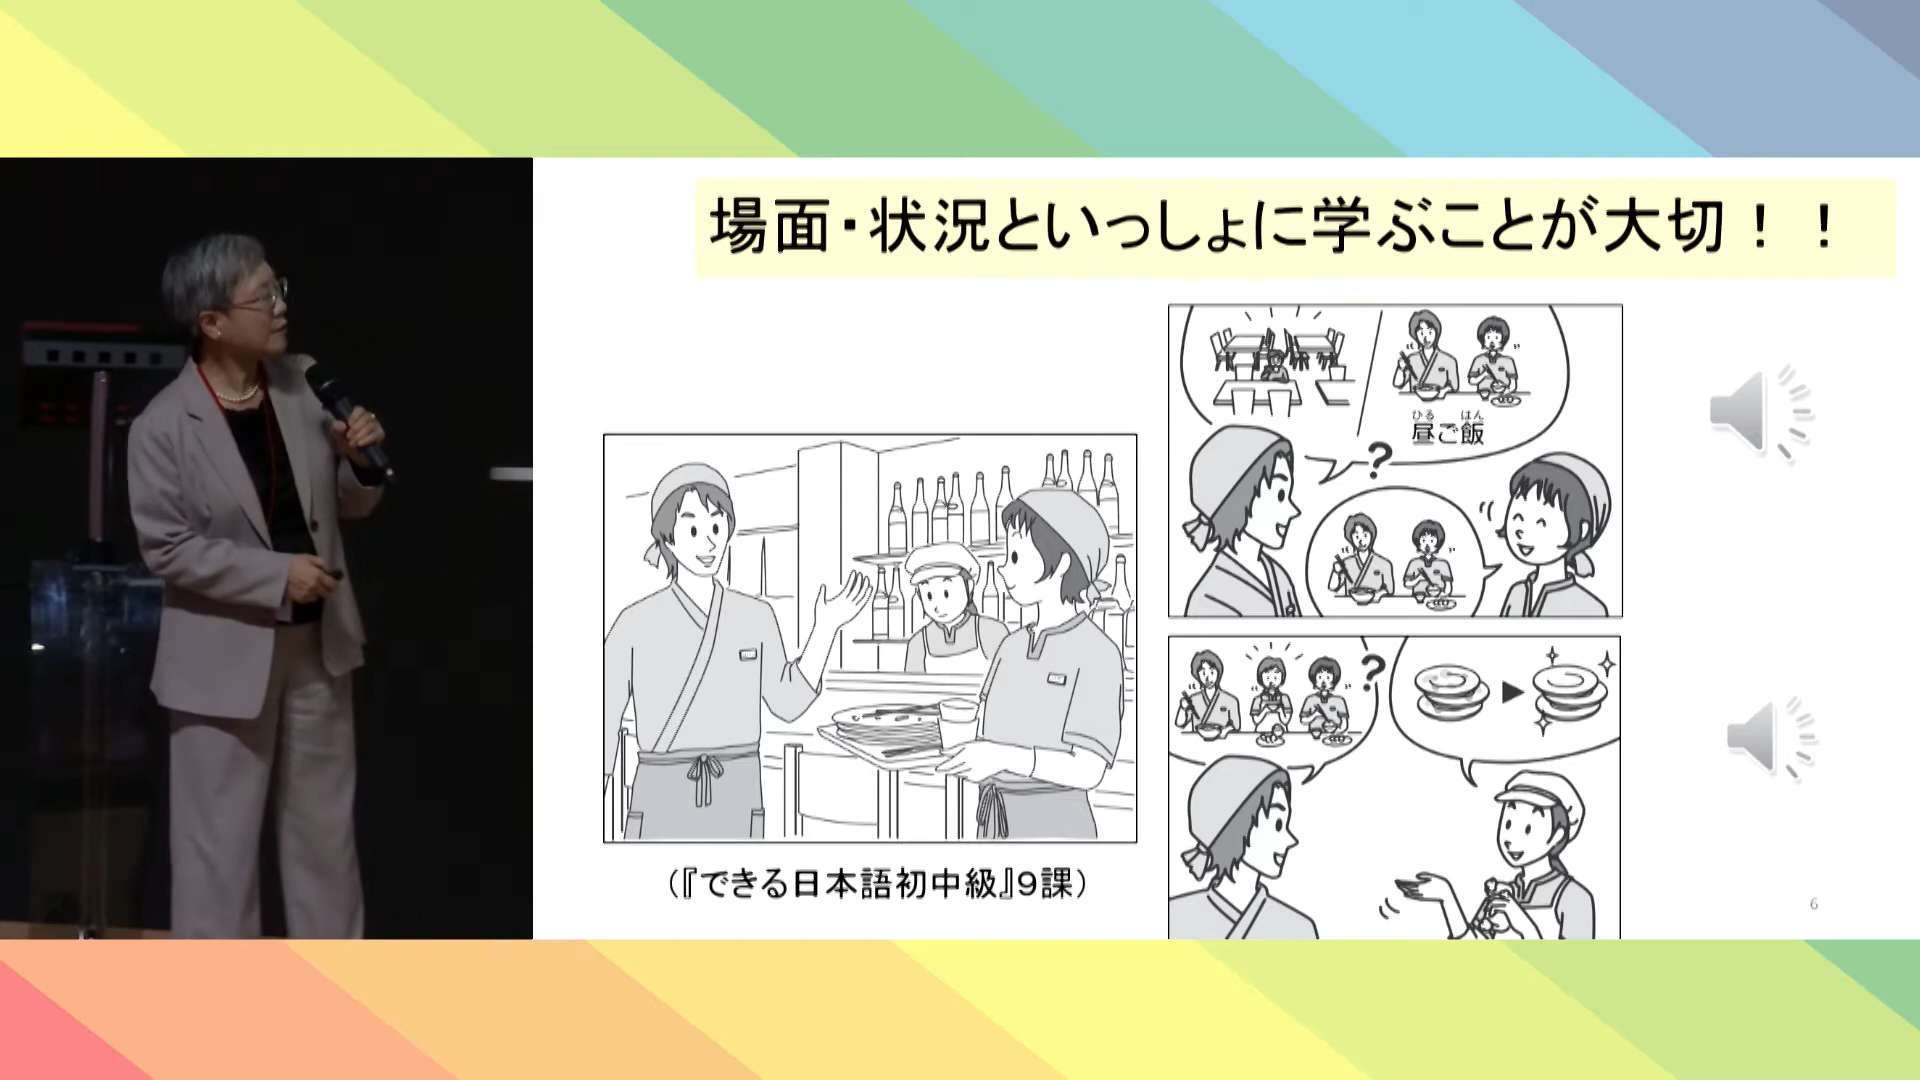 場面・状況といっしょに学ぶことが大切！！
ひる はん
昼ご飯
?
?
（『できる日本語初中級』９課）
6